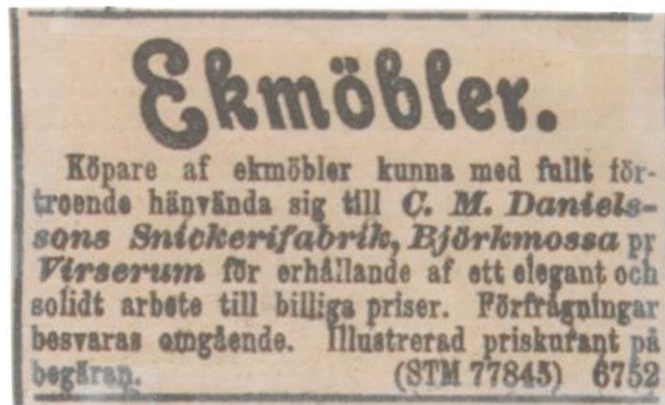 Ekmöbler.
Köpare af ekmöbler kunna med fullt för-
troende hänvända sig till C. M. Daniels-
sons Snickerifabrik, Björkmossa pr
Virserum för erhållande af ett elegant och
solidt arbete till billiga priser. Förfrågningar
besvaras omgående. Illustrerad priskurant på
begäran. (STM 77845) 6752